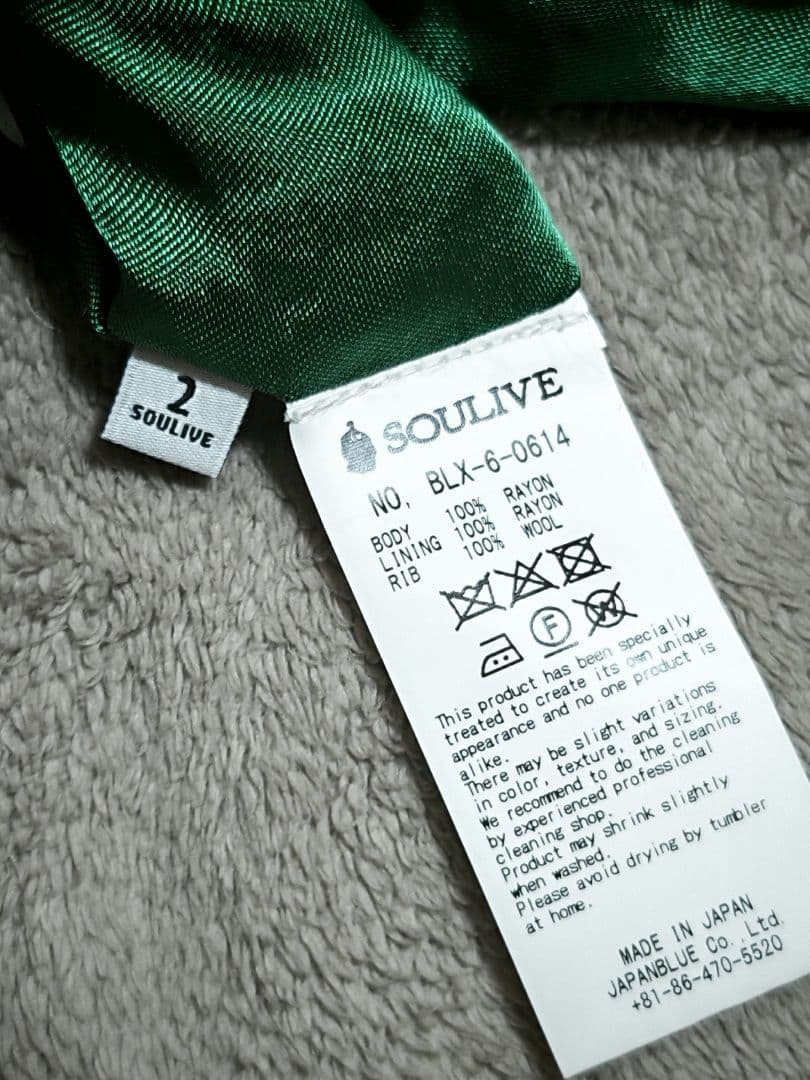 2
SOULIVE
SOULIVE
NO. BLX-6-0614
BODY 100% RAYON
LINING 100% RAYON
RIB 100% WOOL
F
W
This product has been specially
treated to create its own unique
appearance and no one product is
alike.
There may be slight variations
in color, texture, and sizing.
We recommend to do the cleaning
by experienced professional
cleaning shop.
Product may shrink slightly
when washed.
Please avoid drying by tumbler
at home.
MADE IN JAPAN
JAPANBLUE Co. Ltd.
+81-86-470-5520